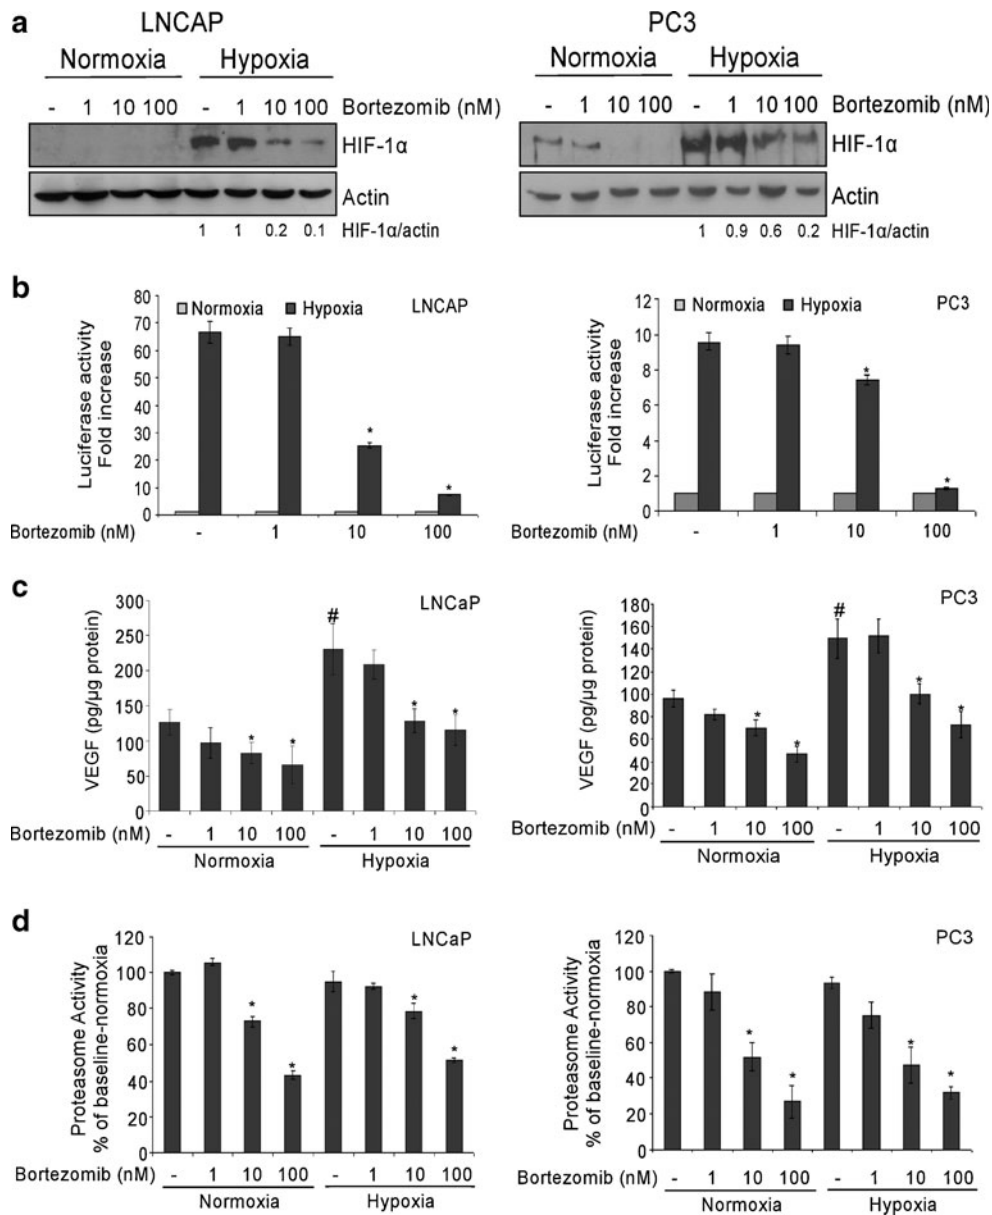 a
LNCAP
PC3
Normoxia Hypoxia
Normoxia Hypoxia
- 1 10 100 - 1 10 100 Bortezomib (nM)
- 1 10 100 - 1 10 100 Bortezomib (nM)
HIF-1α
HIF-1α
Actin
Actin
1 1 0.2 0.1 HIF-1α/actin
1 0.9 0.6 0.2 HIF-1α/actin
b
Luciferase activity
Fold increase
80
70
60
50
40
30
20
10
0
Normoxia Hypoxia
LNCAP
*
*
Bortezomib (nM) - 1 10 100
Luciferase activity
Fold increase
12
10
8
6
4
2
0
Normoxia Hypoxia
PC3
*
*
Bortezomib (nM) - 1 10 100
c
VEGF (pg/µg protein)
300
250
200
150
100
50
0
LNCaP
#
* * * *
Bortezomib (nM) - 1 10 100 - 1 10 100
Normoxia Hypoxia
VEGF (pg/µg protein)
180
160
140
120
100
80
60
40
20
0
PC3
#
* * * *
Bortezomib (nM) - 1 10 100 - 1 10 100
Normoxia Hypoxia
d
Proteasome Activity
% of baseline-normoxia
120
100
80
60
40
20
0
LNCaP
* * * *
Bortezomib (nM) - 1 10 100 - 1 10 100
Normoxia Hypoxia
Proteasome Activity
% of baseline-normoxia
120
100
80
60
40
20
0
PC3
* * * *
Bortezomib (nM) - 1 10 100 - 1 10 100
Normoxia Hypoxia